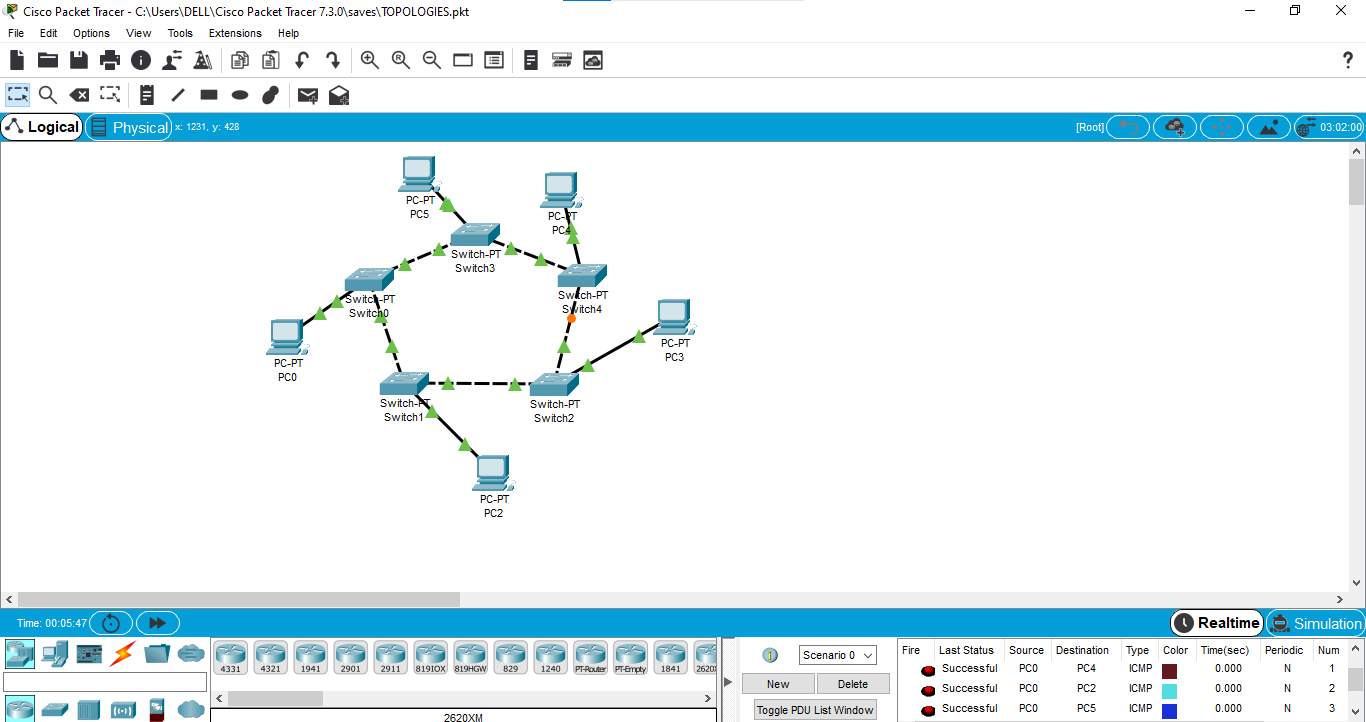 Cisco Packet Tracer - C:\Users\DELL\Cisco Packet Tracer 7.3.0\saves\TOPOLOGIES.pkt
File Edit Options View Tools Extensions Help
Logical Physical x: 1231, y: 428 [Root] 03:02:00
PC-PT
PC5
PC-PT
PC4
Switch-PT
Switch3
Switch-PT
Switch0
Switch-PT
Switch4
PC-PT
PC3
PC-PT
PC0
Switch-PT
Switch1
Switch-PT
Switch2
PC-PT
PC2
Time: 00:05:47 Realtime Simulation
4331 4321 1941 2901 2911 819IOX 819HGW 829 1240 PT-Router PT-Empty 1841 2620
2620XM
Scenario 0
New Delete
Toggle PDU List Window
Fire Last Status Source Destination Type Color Time(sec) Periodic Num
Successful PC0 PC4 ICMP 0.000 N 1
Successful PC0 PC2 ICMP 0.000 N 2
Successful PC0 PC5 ICMP 0.000 N 3